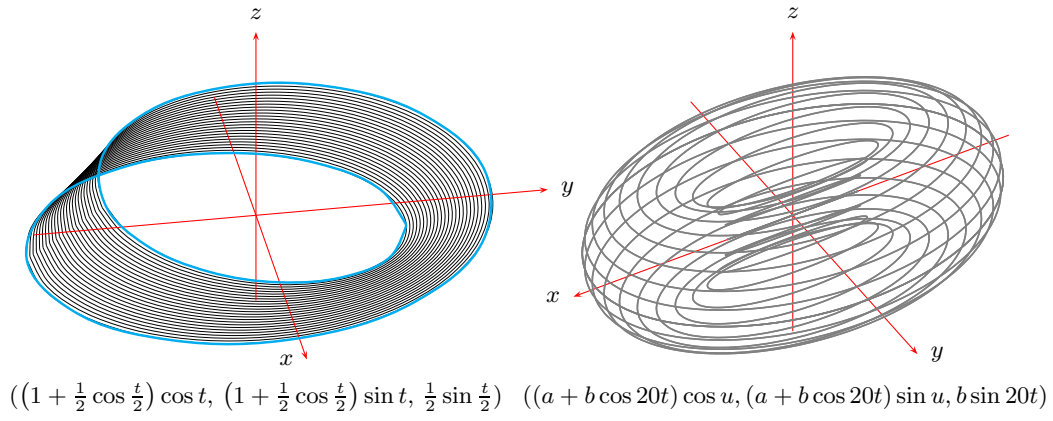 z
z
y
x
x
y
((1 + 1/2 cos t/2) cos t, (1 + 1/2 cos t/2) sin t, 1/2 sin t/2)
((a + b cos 20t) cos u, (a + b cos 20t) sin u, b sin 20t)